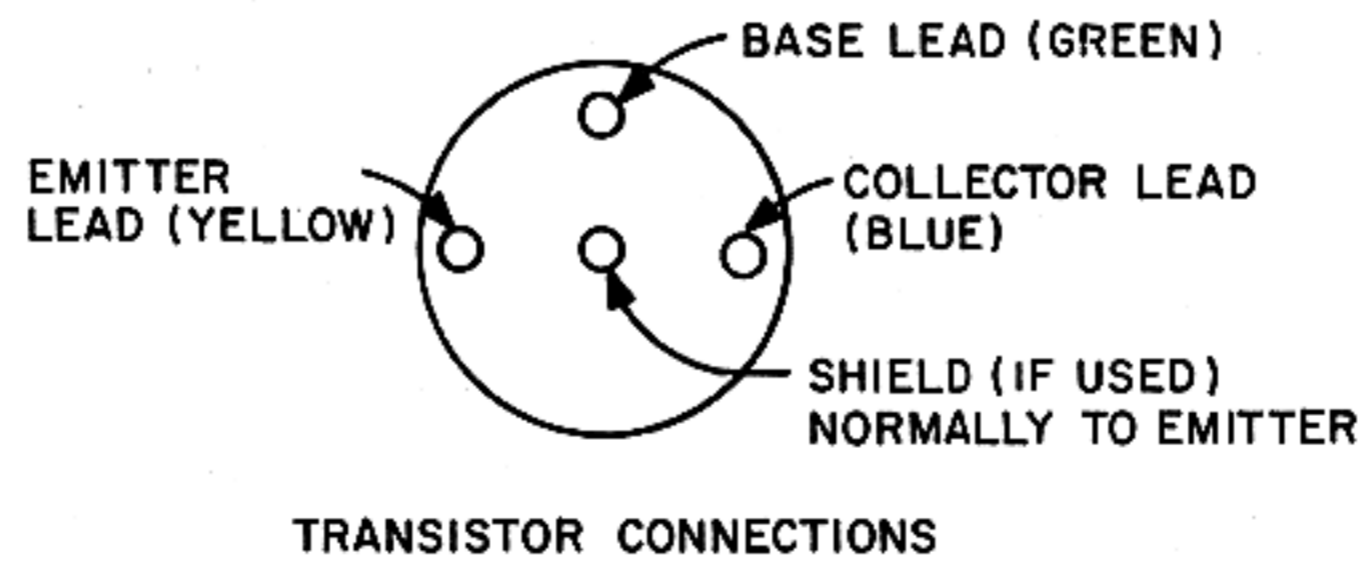 BASE LEAD (GREEN)
EMITTER
LEAD (YELLOW)
COLLECTOR LEAD
(BLUE)
SHIELD (IF USED)
NORMALLY TO EMITTER
TRANSISTOR CONNECTIONS